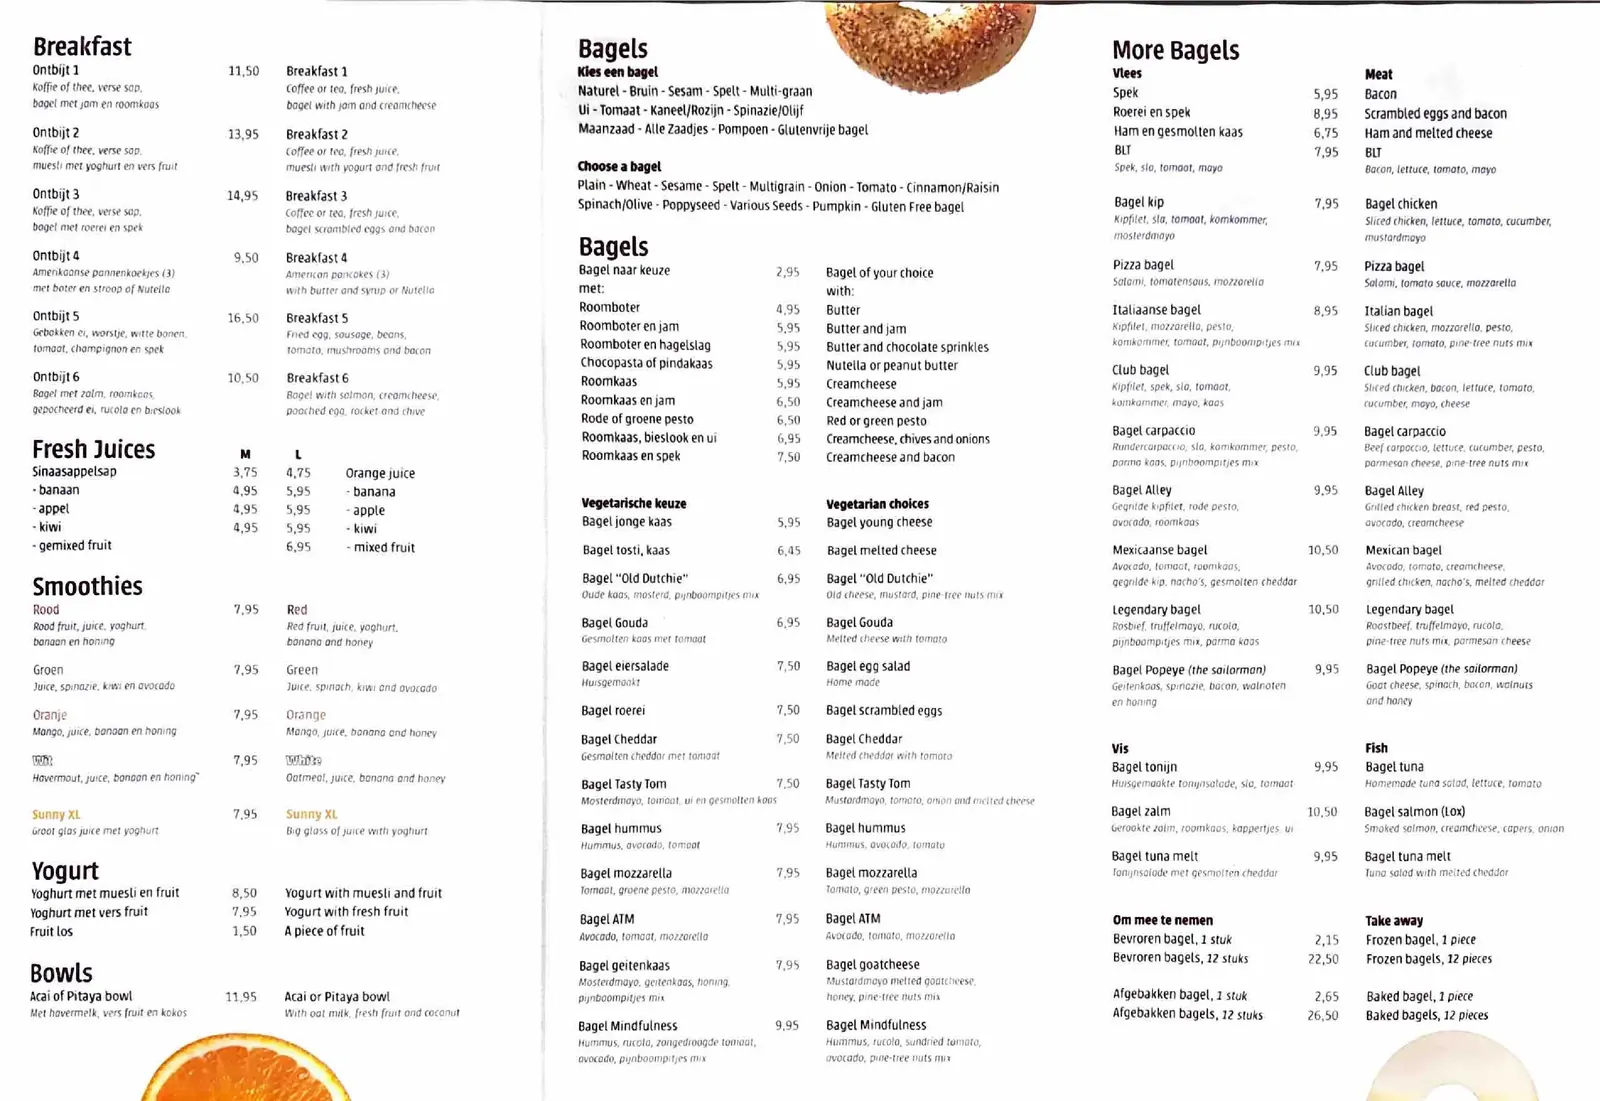 Breakfast
Ontbijt 1 11,50 Breakfast 1
Koffie of thee, verse sap, Coffee or tea, fresh juice,
bagel met jam en roomkaas bagel with jam and creamcheese
Ontbijt 2 13,95 Breakfast 2
Koffie of thee, verse sap, Coffee or tea, fresh juice,
muesli met yoghurt en vers fruit muesli with yogurt and fresh fruit
Ontbijt 3 14,95 Breakfast 3
Koffie of thee, verse sap, Coffee or tea, fresh juice,
bagel met roerei en spek bagel scrambled eggs and bacon
Ontbijt 4 9,50 Breakfast 4
Amerikaanse pannenkoekjes (3) American pancakes (3)
met boter en stroop of Nutella with butter and syrup or Nutella
Ontbijt 5 16,50 Breakfast 5
Gebakken ei, worstje, witte bonen, Fried egg, sausage, beans,
tomaat, champignon en spek tomato, mushrooms and bacon
Ontbijt 6 10,50 Breakfast 6
Bagel met zalm, roomkaas, Bagel with salmon, creamcheese,
gepocheerd ei, rucola en bieslook poached egg, rocket and chive
Fresh Juices M L
Sinaasappelsap 3,75 4,75 Orange juice
- banaan 4,95 5,95 - banana
- appel 4,95 5,95 - apple
- kiwi 4,95 5,95 - kiwi
- gemixed fruit 6,95 - mixed fruit
Smoothies
Rood 7,95 Red
Rood fruit, juice, yoghurt, Red fruit, juice, yoghurt,
banaan en honing banana and honey
Groen 7,95 Green
Juice, spinazie, kiwi en avocado Juice, spinach, kiwi and avocado
Oranje 7,95 Orange
Mango, juice, banaan en honing Mango, juice, banana and honey
Wit 7,95 White
Havermout, juice, banaan en honing" Oatmeal, juice, banana and honey
Sunny XL 7,95 Sunny XL
Groot glas juice met yoghurt Big glass of juice with yoghurt
Yogurt
Yoghurt met muesli en fruit 8,50 Yogurt with muesli and fruit
Yoghurt met vers fruit 7,95 Yogurt with fresh fruit
Fruit los 1,50 A piece of fruit
Bowls
Acai of Pitaya bowl 11,95 Acai or Pitaya bowl
Met havermelk, vers fruit en kokos With oat milk, fresh fruit and coconut
Bagels
Kies een bagel
Naturel - Bruin - Sesam - Spelt - Multi-graan
Ui - Tomaat - Kaneel/Rozijn - Spinazie/Olijf
Maanzaad - Alle Zaadjes - Pompoen - Glutenvrije bagel
Choose a bagel
Plain - Wheat - Sesame - Spelt - Multigrain - Onion - Tomato - Cinnamon/Raisin
Spinach/Olive - Poppyseed - Various Seeds - Pumpkin - Gluten Free bagel
Bagels
Bagel naar keuze 2,95 Bagel of your choice
met: with:
Roomboter 4,95 Butter
Roomboter en jam 5,95 Butter and jam
Roomboter en hagelslag 5,95 Butter and chocolate sprinkles
Chocopasta of pindakaas 5,95 Nutella or peanut butter
Roomkaas 5,95 Creamcheese
Roomkaas en jam 6,50 Creamcheese and jam
Rode of groene pesto 6,50 Red or green pesto
Roomkaas, bieslook en ui 6,95 Creamcheese, chives and onions
Roomkaas en spek 7,50 Creamcheese and bacon
Vegetarische keuze Vegetarian choices
Bagel jonge kaas 5,95 Bagel young cheese
Bagel tosti, kaas 6,45 Bagel melted cheese
Bagel "Old Dutchie" 6,95 Bagel "Old Dutchie"
Oude kaas, mosterd, pijnboompitjes mix Old cheese, mustard, pine-tree nuts mix
Bagel Gouda 6,95 Bagel Gouda
Gesmolten kaas met tomaat Melted cheese with tomato
Bagel eiersalade 7,50 Bagel egg salad
Huisgemaakt Home made
Bagel roerei 7,50 Bagel scrambled eggs
Bagel Cheddar 7,50 Bagel Cheddar
Gesmolten cheddar met tomaat Melted cheddar with tomato
Bagel Tasty Tom 7,50 Bagel Tasty Tom
Mosterdmayo, tomaat, ui en gesmolten kaas Mustardmayo, tomato, onion and melted cheese
Bagel hummus 7,95 Bagel hummus
Hummus, avocado, tomaat Hummus, avocado, tomato
Bagel mozzarella 7,95 Bagel mozzarella
Tomaat, groene pesto, mozzarella Tomato, green pesto, mozzarella
Bagel ATM 7,95 Bagel ATM
Avocado, tomaat, mozzarella Avocado, tomato, mozzarella
Bagel geitenkaas 7,95 Bagel goatcheese
Mosterdmayo, geitenkaas, honing, Mustardmayo melted goatcheese,
pijnboompitjes mix honey, pine-tree nuts mix
Bagel Mindfulness 9,95 Bagel Mindfulness
Hummus, rucola, zongedroogde tomaat, Hummus, rucola, sundried tomato,
avocado, pijnboompitjes mix avocado, pine-tree nuts mix
More Bagels
Vlees Meat
Spek 5,95 Bacon
Roerei en spek 8,95 Scrambled eggs and bacon
Ham en gesmolten kaas 6,75 Ham and melted cheese
BLT 7,95 BLT
Spek, sla, tomaat, mayo Bacon, lettuce, tomato, mayo
Bagel kip 7,95 Bagel chicken
Kipfilet, sla, tomaat, komkommer, Sliced chicken, lettuce, tomato, cucumber,
mosterdmayo mustardmayo
Pizza bagel 7,95 Pizza bagel
Salami, tomatensaus, mozzarella Salami, tomato sauce, mozzarella
Italiaanse bagel 8,95 Italian bagel
Kipfilet, mozzarella, pesto, Sliced chicken, mozzarella, pesto,
komkommer, tomaat, pijnboompitjes mix cucumber, tomato, pine-tree nuts mix
Club bagel 9,95 Club bagel
Kipfilet, spek, sla, tomaat, Sliced chicken, bacon, lettuce, tomato,
komkommer, mayo, kaas cucumber, mayo, cheese
Bagel carpaccio 9,95 Bagel carpaccio
Rundercarpaccio, sla, komkommer, pesto, Beef carpaccio, lettuce, cucumber, pesto,
parma kaas, pijnboompitjes mix parmesan cheese, pine-tree nuts mix
Bagel Alley 9,95 Bagel Alley
Gegrilde kipfilet, rode pesto, Grilled chicken breast, red pesto,
avocado, roomkaas avocado, creamcheese
Mexicaanse bagel 10,50 Mexican bagel
Avocado, tomaat, roomkaas, Avocado, tomato, creamcheese,
gegrilde kip, nacho's, gesmolten cheddar grilled chicken, nacho's, melted cheddar
Legendary bagel 10,50 Legendary bagel
Rosbief, truffelmayo, rucola, Roastbeef, truffelmayo, rucola,
pijnboompitjes mix, parma kaas pine-tree nuts mix, parmesan cheese
Bagel Popeye (the sailorman) 9,95 Bagel Popeye (the sailorman)
Geitenkaas, spinazie, bacon, walnoten Goat cheese, spinach, bacon, walnuts
en honing and honey
Vis Fish
Bagel tonijn 9,95 Bagel tuna
Huisgemaakte tonijnsalade, sla, tomaat Homemade tuna salad, lettuce, tomato
Bagel zalm 10,50 Bagel salmon (Lox)
Gerookte zalm, roomkaas, kappertjes, ui Smoked salmon, creamcheese, capers, onion
Bagel tuna melt 9,95 Bagel tuna melt
Tonijnsalade met gesmolten cheddar Tuna salad with melted cheddar
Om mee te nemen Take away
Bevroren bagel, 1 stuk 2,15 Frozen bagel, 1 piece
Bevroren bagels, 12 stuks 22,50 Frozen bagels, 12 pieces
Afgebakken bagel, 1 stuk 2,65 Baked bagel, 1 piece
Afgebakken bagels, 12 stuks 26,50 Baked bagels, 12 pieces